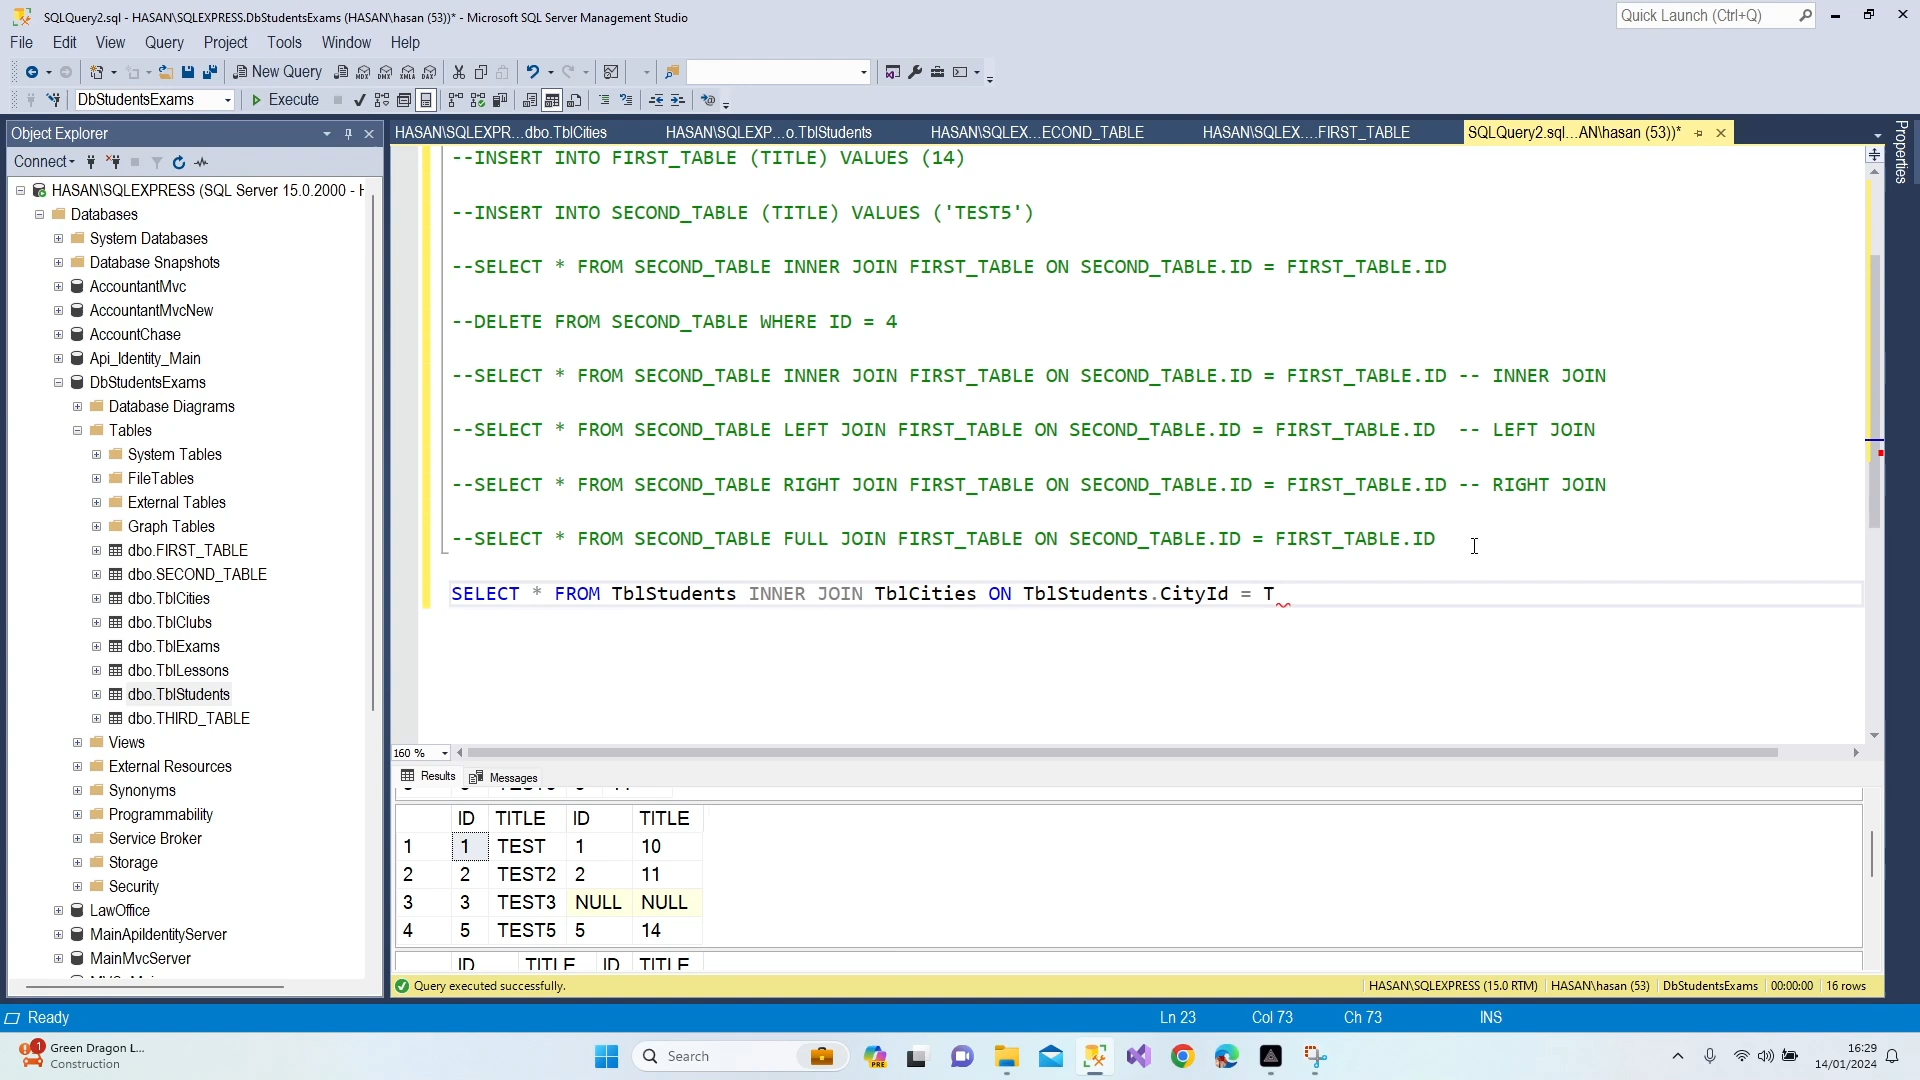 SQLQuery2.sql - HASAN\SQLEXPRESS.DbStudentsExams (HASAN\hasan (53))* - Microsoft SQL Server Management Studio
Quick Launch (Ctrl+Q)
File Edit View Query Project Tools Window Help
New Query
MDX DMX XMLA DAX
DbStudentsExams
Execute
Object Explorer
HASAN\SQLEXPR...dbo.TblCities
HASAN\SQLEXP...o.TblStudents
HASAN\SQLEX...ECOND_TABLE
HASAN\SQLEX....FIRST_TABLE
SQLQuery2.sql...AN\hasan (53))*
Properties
Connect
HASAN\SQLEXPRESS (SQL Server 15.0.2000 - H
Databases
System Databases
Database Snapshots
AccountantMvc
AccountantMvcNew
AccountChase
Api_Identity_Main
DbStudentsExams
Database Diagrams
Tables
System Tables
FileTables
External Tables
Graph Tables
dbo.FIRST_TABLE
dbo.SECOND_TABLE
dbo.TblCities
dbo.TblClubs
dbo.TblExams
dbo.TblLessons
dbo.TblStudents
dbo.THIRD_TABLE
Views
External Resources
Synonyms
Programmability
Service Broker
Storage
Security
LawOffice
MainApiIdentityServer
MainMvcServer
--INSERT INTO FIRST_TABLE (TITLE) VALUES (14)
--INSERT INTO SECOND_TABLE (TITLE) VALUES ('TEST5')
--SELECT * FROM SECOND_TABLE INNER JOIN FIRST_TABLE ON SECOND_TABLE.ID = FIRST_TABLE.ID
--DELETE FROM SECOND_TABLE WHERE ID = 4
--SELECT * FROM SECOND_TABLE INNER JOIN FIRST_TABLE ON SECOND_TABLE.ID = FIRST_TABLE.ID -- INNER JOIN
--SELECT * FROM SECOND_TABLE LEFT JOIN FIRST_TABLE ON SECOND_TABLE.ID = FIRST_TABLE.ID  -- LEFT JOIN
--SELECT * FROM SECOND_TABLE RIGHT JOIN FIRST_TABLE ON SECOND_TABLE.ID = FIRST_TABLE.ID -- RIGHT JOIN
--SELECT * FROM SECOND_TABLE FULL JOIN FIRST_TABLE ON SECOND_TABLE.ID = FIRST_TABLE.ID
SELECT * FROM TblStudents INNER JOIN TblCities ON TblStudents.CityId = T
160 %
Results Messages
ID TITLE ID TITLE
1 1 TEST 1 10
2 2 TEST2 2 11
3 3 TEST3 NULL NULL
4 5 TEST5 5 14
ID TITLE ID TITLE
Query executed successfully.
HASAN\SQLEXPRESS (15.0 RTM) HASAN\hasan (53) DbStudentsExams 00:00:00 16 rows
Ready
Ln 23 Col 73 Ch 73 INS
1
Green Dragon L...
Construction
Search
PRE
16:29
14/01/2024